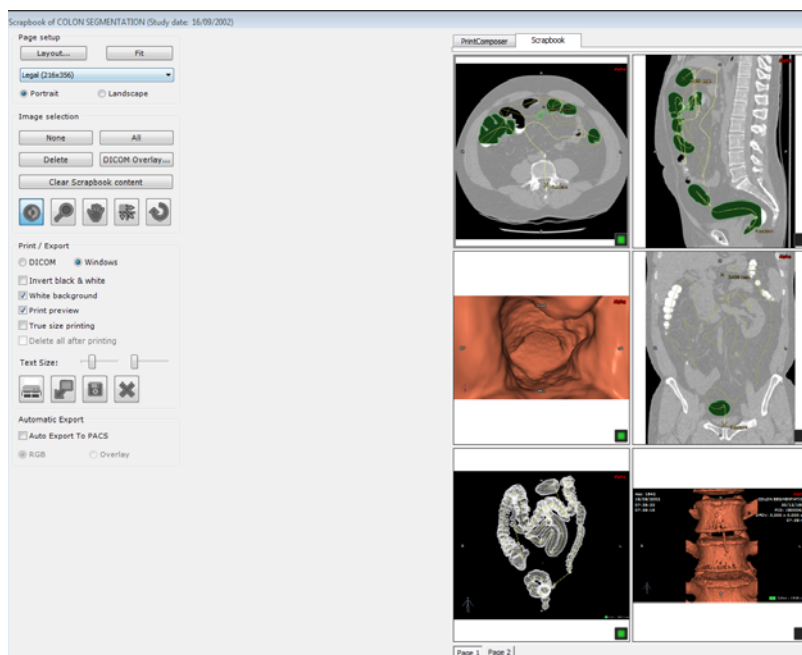 Scrapbook of COLON SEGMENTATION (Study date: 16/09/2002)
Page setup
Layout...
Fit
Legal (216x356)
Portrait
Landscape
Image selection
None
All
Delete
DICOM Overlay...
Clear Scrapbook content
Print / Export
DICOM
Windows
Invert black & white
White background
Print preview
True size printing
Delete all after printing
Text Size:
Automatic Export
Auto Export To PACS
RGB
Overlay
PrintComposer
Scrapbook
Page 1
Page 2